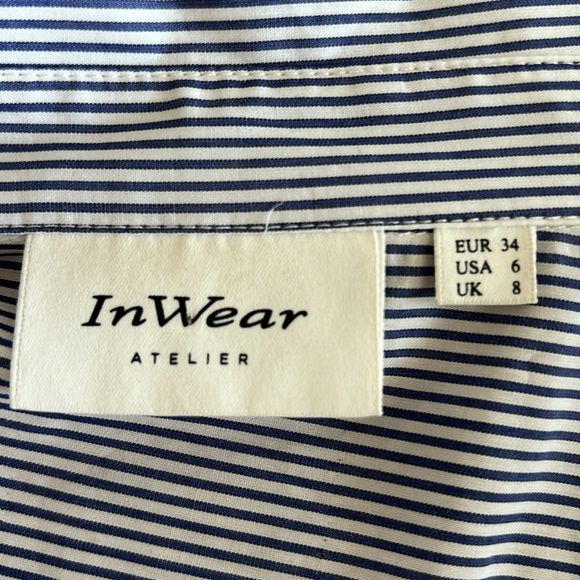 InWear
ATELIER
EUR 34
USA 6
UK 8